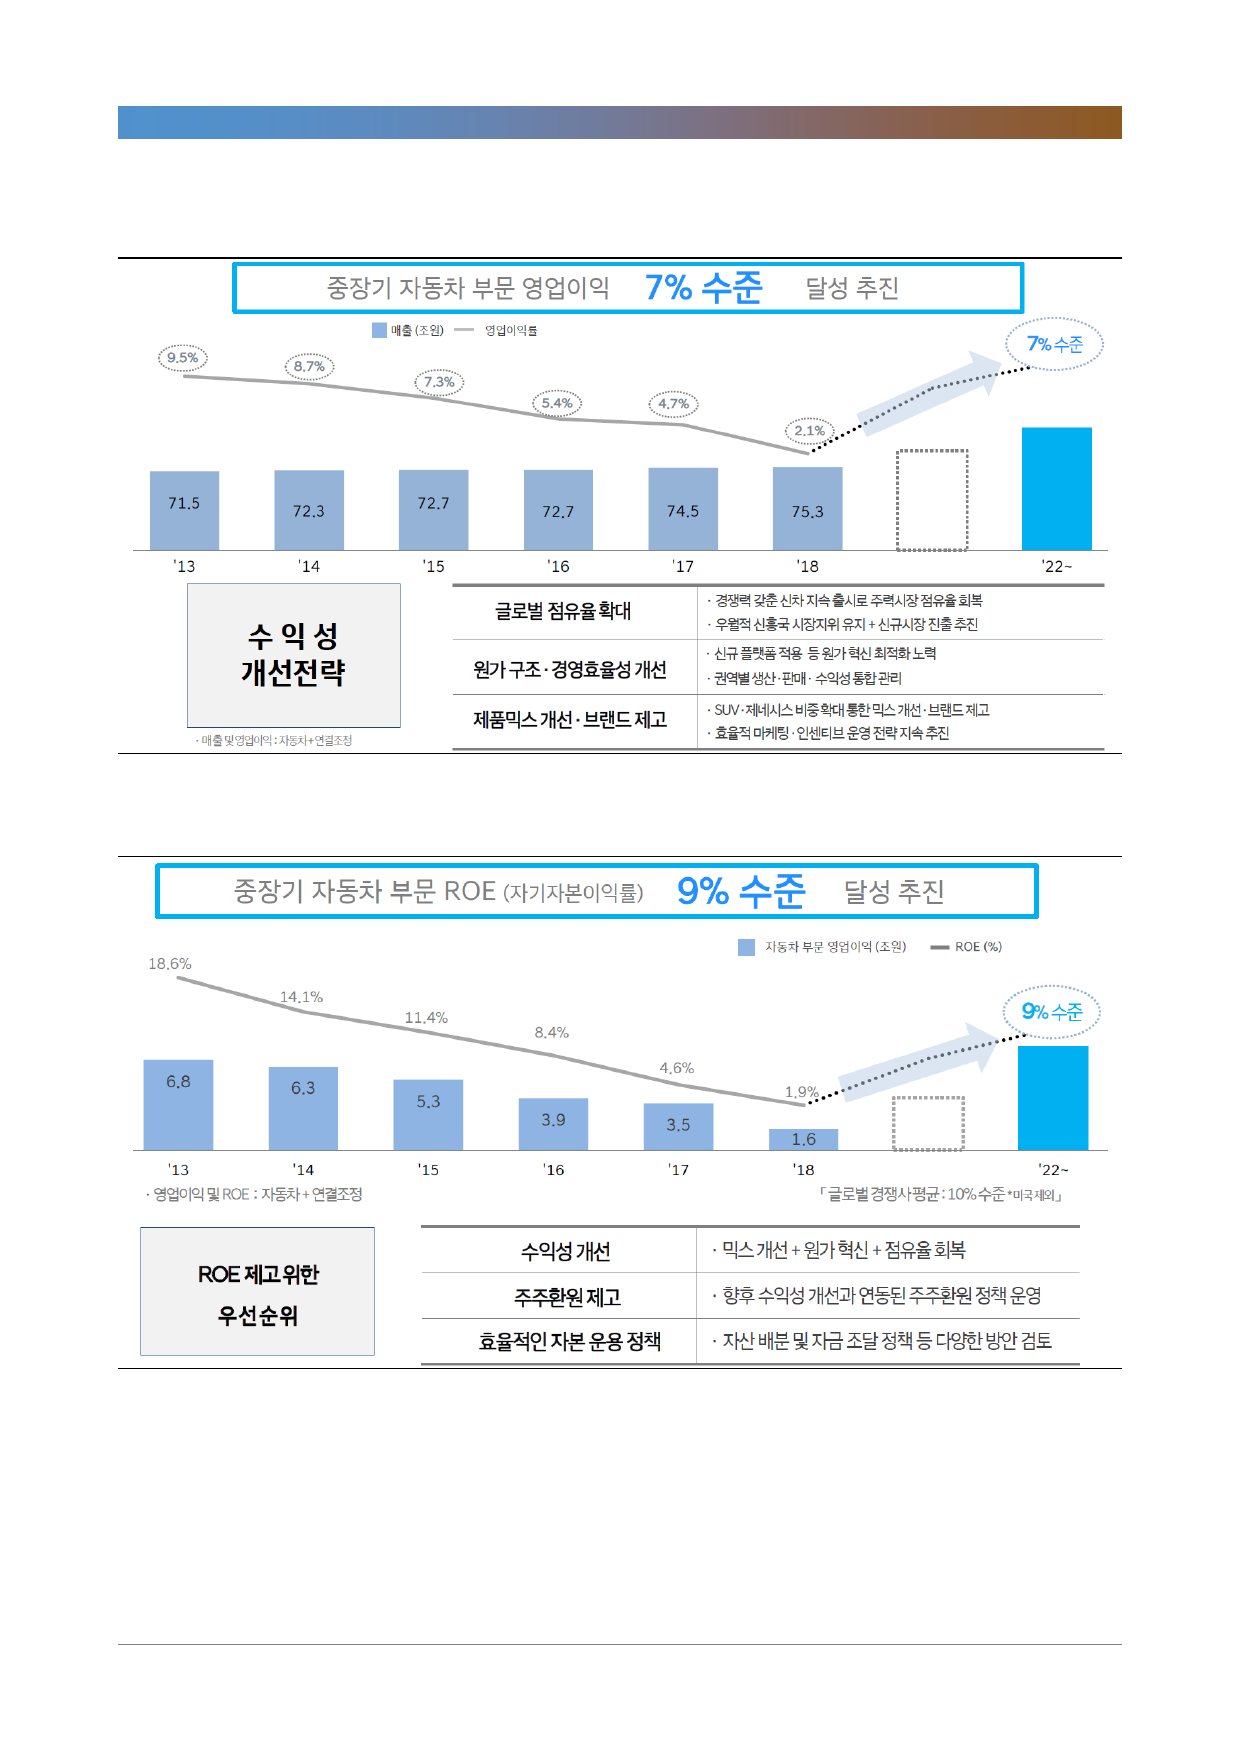 중장기 자동차 부문 영업이익 7% 수준 달성 추진
매출 (조원) 영업이익률
7% 수준
9.5% 8.7% 7.3% 5.4% 4.7% 2.1%
71.5 72.3 72.7 72.7 74.5 75.3
'13 '14 '15 '16 '17 '18 '22~
수 익 성
개선전략
· 매출 및 영업이익 : 자동차 + 연결조정
글로벌 점유율 확대
· 경쟁력 갖춘 신차 지속 출시로 주력시장 점유율 회복
· 우월적 신흥국 시장지위 유지 + 신규시장 진출 추진
원가 구조 · 경영효율성 개선
· 신규 플랫폼 적용 등 원가 혁신 최적화 노력
· 권역별 생산 · 판매 · 수익성 통합 관리
제품믹스 개선 · 브랜드 제고
· SUV · 제네시스 비중 확대 통한 믹스 개선 · 브랜드 제고
· 효율적 마케팅 · 인센티브 운영 전략 지속 추진
중장기 자동차 부문 ROE (자기자본이익률) 9% 수준 달성 추진
자동차 부문 영업이익 (조원) ROE (%)
9% 수준
18.6% 14.1% 11.4% 8.4% 4.6% 1.9%
6.8 6.3 5.3 3.9 3.5 1.6
'13 '14 '15 '16 '17 '18 '22~
· 영업이익 및 ROE : 자동차 + 연결조정
「글로벌 경쟁사 평균 : 10% 수준 *미국 제외」
ROE 제고 위한
우선순위
수익성 개선
· 믹스 개선 + 원가 혁신 + 점유율 회복
주주환원 제고
· 향후 수익성 개선과 연동된 주주환원 정책 운영
효율적인 자본 운용 정책
· 자산 배분 및 자금 조달 정책 등 다양한 방안 검토